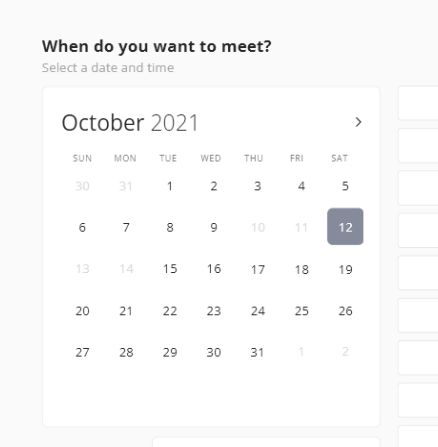 When do you want to meet?
Select a date and time
October 2021
SUN MON TUE WED THU FRI SAT
30 31 1 2 3 4 5
6 7 8 9 10 11 12
13 14 15 16 17 18 19
20 21 22 23 24 25 26
27 28 29 30 31 1 2